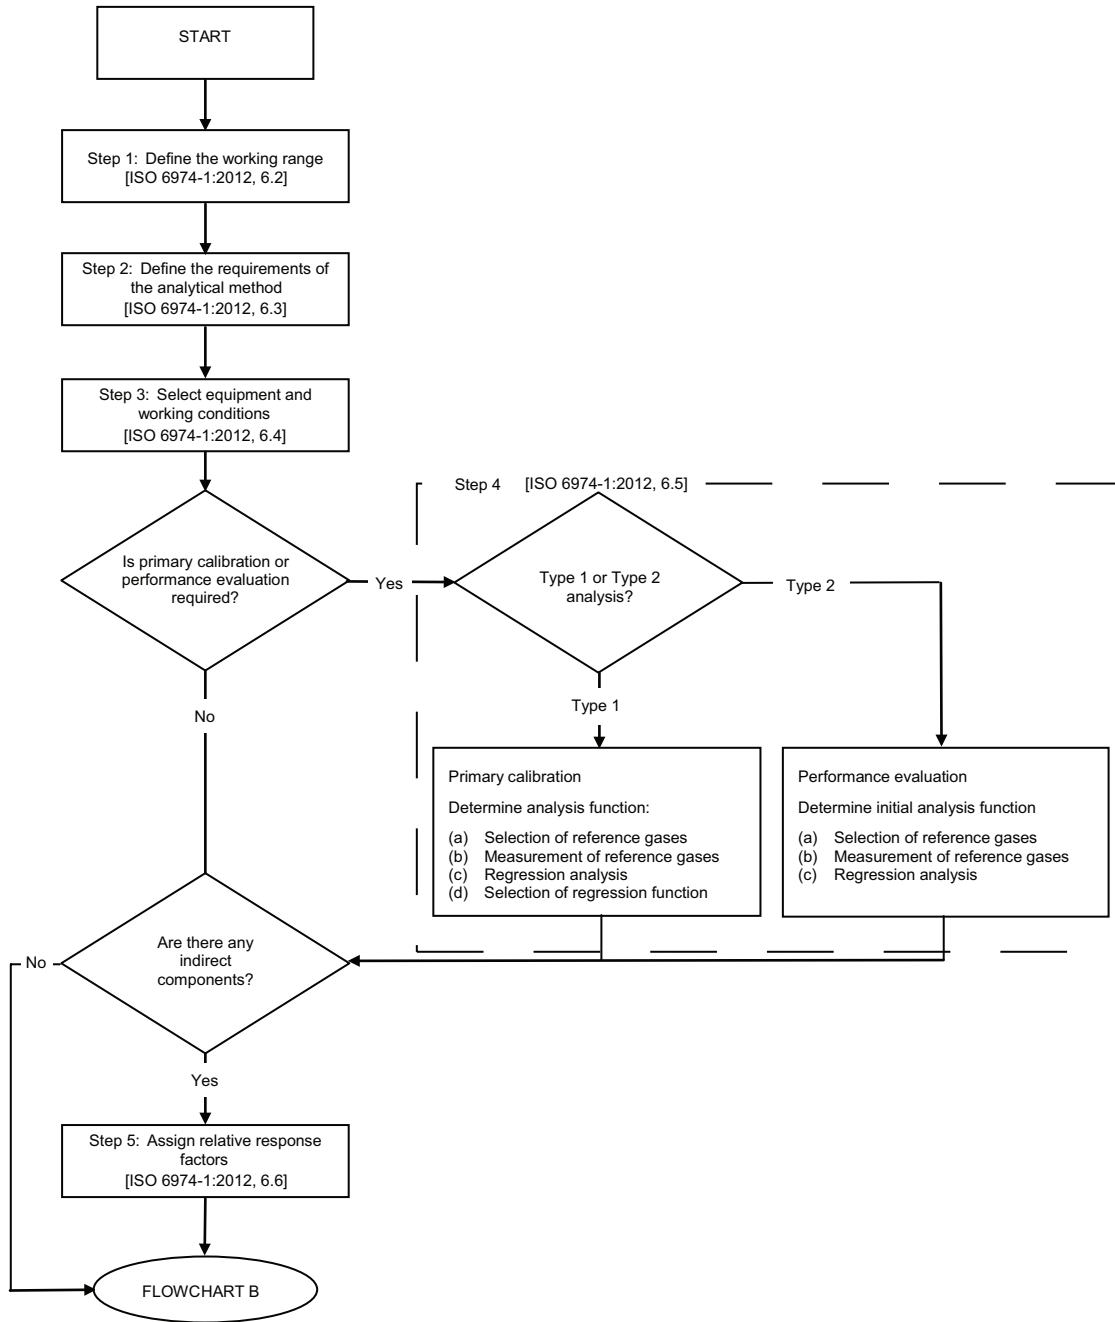 START
Step 1: Define the working range
[ISO 6974-1:2012, 6.2]
Step 2: Define the requirements of
the analytical method
[ISO 6974-1:2012, 6.3]
Step 3: Select equipment and
working conditions
[ISO 6974-1:2012, 6.4]
Step 4 [ISO 6974-1:2012, 6.5]
Is primary calibration or
performance evaluation
required?
Yes
Type 1 or Type 2
analysis?
Type 2
Type 1
No
Primary calibration
Determine analysis function:
(a) Selection of reference gases
(b) Measurement of reference gases
(c) Regression analysis
(d) Selection of regression function
Performance evaluation
Determine initial analysis function
(a) Selection of reference gases
(b) Measurement of reference gases
(c) Regression analysis
Are there any
indirect
components?
No
Yes
Step 5: Assign relative response
factors
[ISO 6974-1:2012, 6.6]
FLOWCHART B